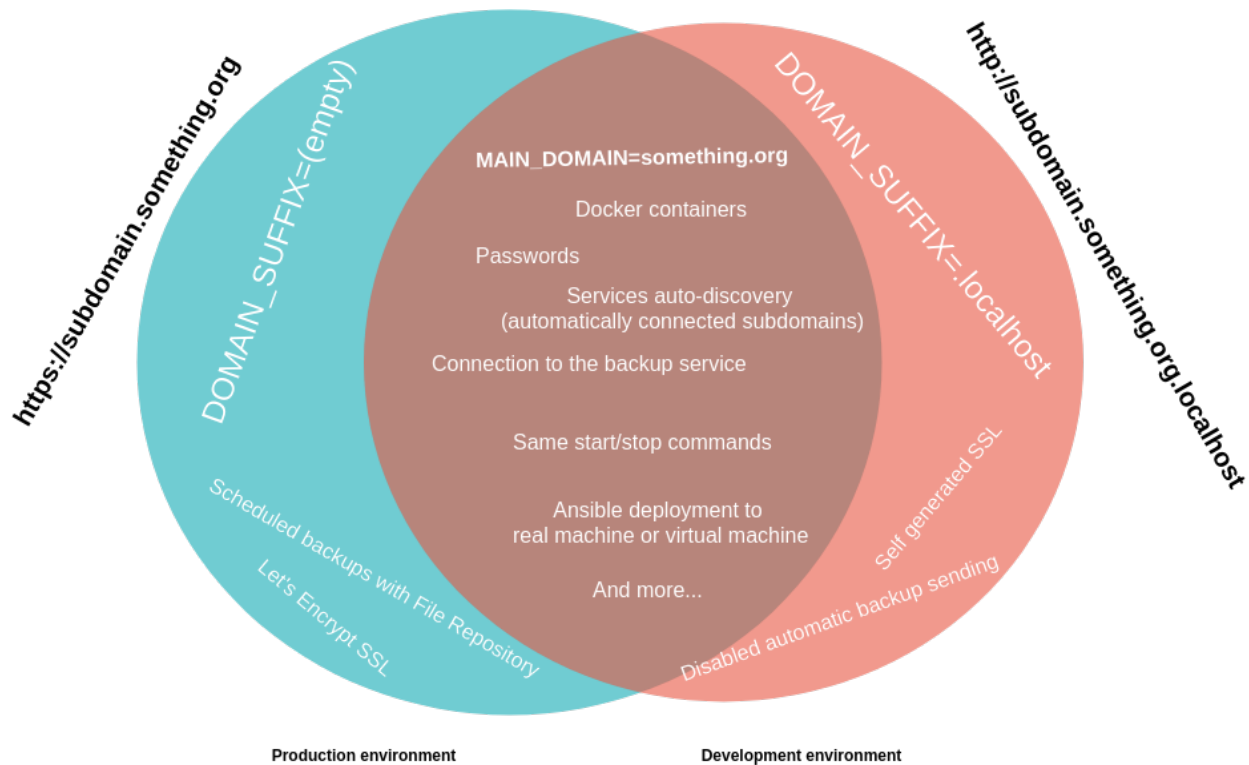 https://subdomain.something.org
DOMAIN_SUFFIX=(empty)
Scheduled backups with File Repository
Let's Encrypt SSL
MAIN_DOMAIN=something.org
Docker containers
Passwords
Services auto-discovery
(automatically connected subdomains)
Connection to the backup service
Same start/stop commands
Ansible deployment to
real machine or virtual machine
And more...
DOMAIN_SUFFIX=.localhost
http://subdomain.something.org.localhost
Self generated SSL
Disabled automatic backup sending
Production environment
Development environment